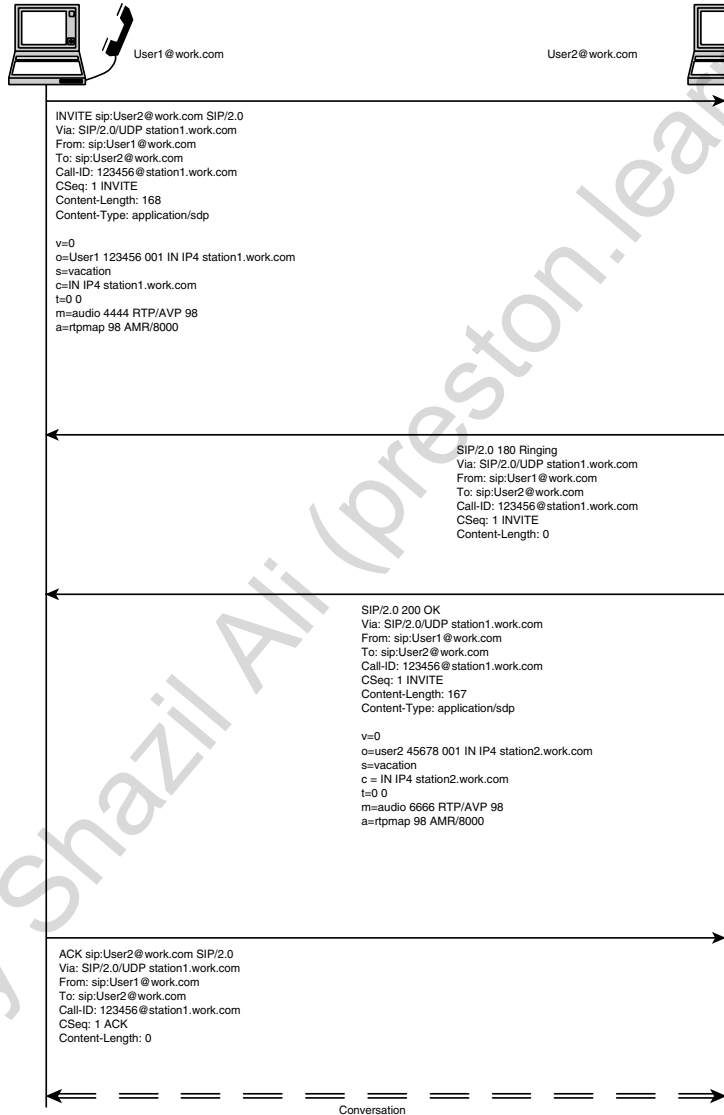 User1@work.com
User2@work.com
INVITE sip:User2@work.com SIP/2.0
Via: SIP/2.0/UDP station1.work.com
From: sip:User1@work.com
To: sip:User2@work.com
Call-ID: 123456@station1.work.com
CSeq: 1 INVITE
Content-Length: 168
Content-Type: application/sdp
v=0
o=User1 123456 001 IN IP4 station1.work.com
s=vacation
c=IN IP4 station1.work.com
t=0 0
m=audio 4444 RTP/AVP 98
a=rtpmap 98 AMR/8000
SIP/2.0 180 Ringing
Via: SIP/2.0/UDP station1.work.com
From: sip:User1@work.com
To: sip:User2@work.com
Call-ID: 123456@station1.work.com
CSeq: 1 INVITE
Content-Length: 0
SIP/2.0 200 OK
Via: SIP/2.0/UDP station1.work.com
From: sip:User1@work.com
To: sip:User2@work.com
Call-ID: 123456@station1.work.com
CSeq: 1 INVITE
Content-Length: 167
Content-Type: application/sdp
v=0
o=user2 45678 001 IN IP4 station2.work.com
s=vacation
c = IN IP4 station2.work.com
t=0 0
m=audio 6666 RTP/AVP 98
a=rtpmap 98 AMR/8000
ACK sip:User2@work.com SIP/2.0
Via: SIP/2.0/UDP station1.work.com
From: sip:User1@work.com
To: sip:User2@work.com
Call-ID: 123456@station1.work.com
CSeq: 1 ACK
Content-Length: 0
Conversation
y Shazil Ali (preston.lear